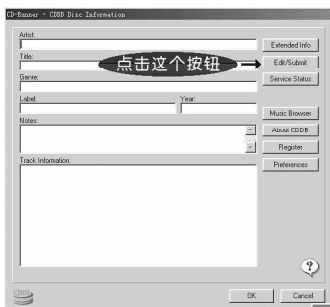 CD-Runner - CDDB Disc Information
Artist:
Extended Info
Title:
点击这个按钮
Edit/Submit
Genre:
Service Status
Label:
Year:
Music Browser
Notes:
About CDDB
Register
Track Information:
Preferences
?
CDDB
OK
Cancel